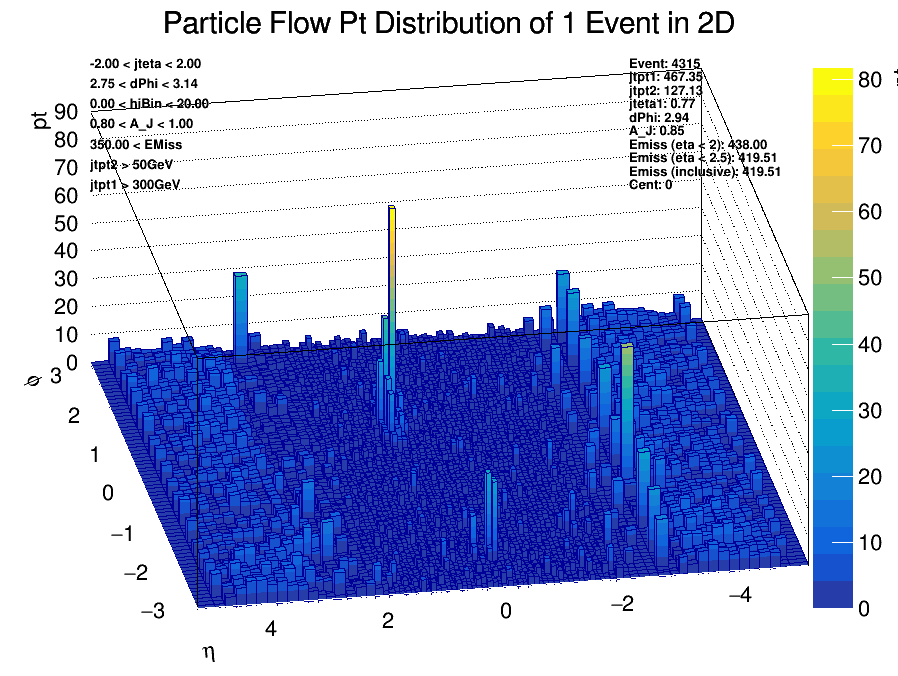 Particle Flow Pt Distribution of 1 Event in 2D
-2.00 < jteta < 2.00
2.75 < dPhi < 3.14
0.00 < hiBin < 20.00
0.80 < A_J < 1.00
350.00 < EMiss
jtpt2 > 50GeV
jtpt1 > 300GeV
Event: 4315
jtpt1: 467.35
jtpt2: 127.13
jteta1: 0.77
dPhi: 2.94
A_J: 0.85
Emiss (eta < 2): 438.00
Emiss (eta < 2.5): 419.51
Emiss (inclusive): 419.51
Cent: 0
pt
90
80
70
60
50
40
30
20
10
0
ϕ
3
2
1
0
−1
−2
−3
η
4
2
0
−2
−4
80
70
60
50
40
30
20
10
0